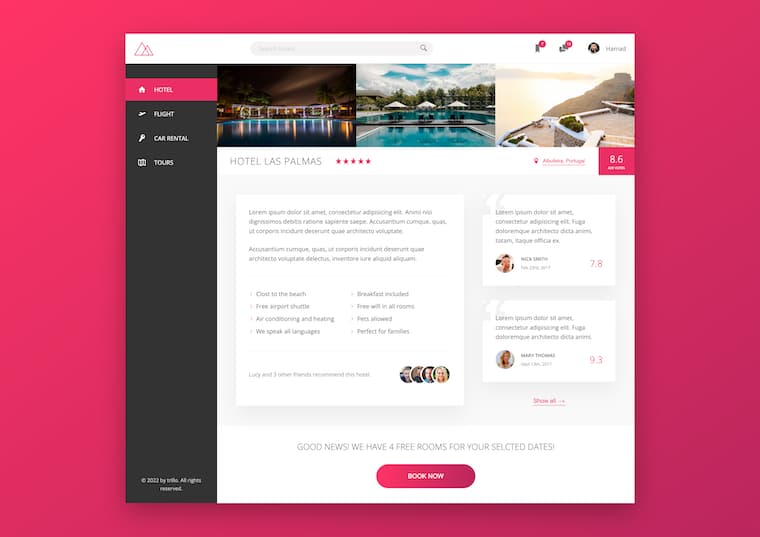 Search hotels
Hamad
HOTEL
FLIGHT
CAR RENTAL
TOURS
HOTEL LAS PALMAS
★★★★★
Albufeira, Portugal
8.6
Lorem ipsum dolor sit amet, consectetur adipisicing elit. Animi nisi
dignissimos debitis ratione sapiente saepe. Accusantium cumque, quas,
ut corporis incidunt deserunt quae architecto voluptate.
Accusantium cumque, quas, ut corporis incidunt deserunt quae
architecto voluptate delectus, inventore iure aliquid aliquam.
Clost to the beach
Breakfast included
Free airport shuttle
Free wifi in all rooms
Air conditioning and heating
Pets allowed
We speak all languages
Perfect for families
Lucy and 3 other friends recommend this hotel.
Lorem ipsum dolor sit amet,
consectetur adipisicing elit. Fuga
doloremque architecto dicta animi,
totam, itaque officia ex.
NICK SMITH
Feb 23rd, 2017
7.8
Lorem ipsum dolor sit amet,
consectetur adipisicing elit. Fuga
doloremque architecto dicta animi.
MARY THOMAS
Sept 13th, 2017
9.3
Show all →
GOOD NEWS! WE HAVE 4 FREE ROOMS FOR YOUR SELCTED DATES!
BOOK NOW
© 2022 by trillo. All rights
reserved.